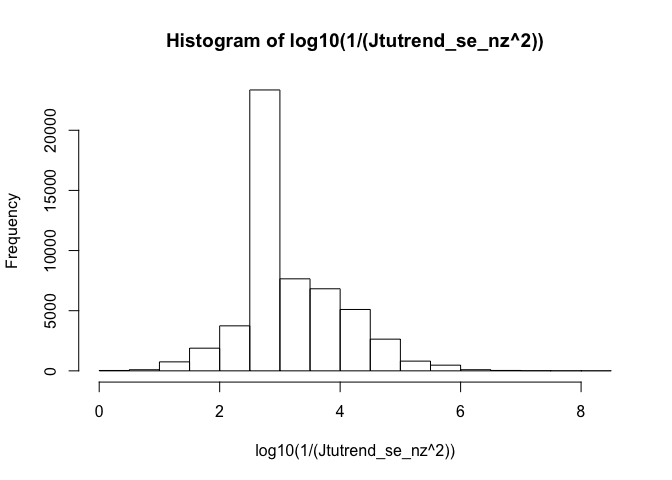 Histogram of log10(1/(Jtutrend_se_nz^2))
Frequency
20000
15000
10000
5000
0
0 2 4 6 8
log10(1/(Jtutrend_se_nz^2))